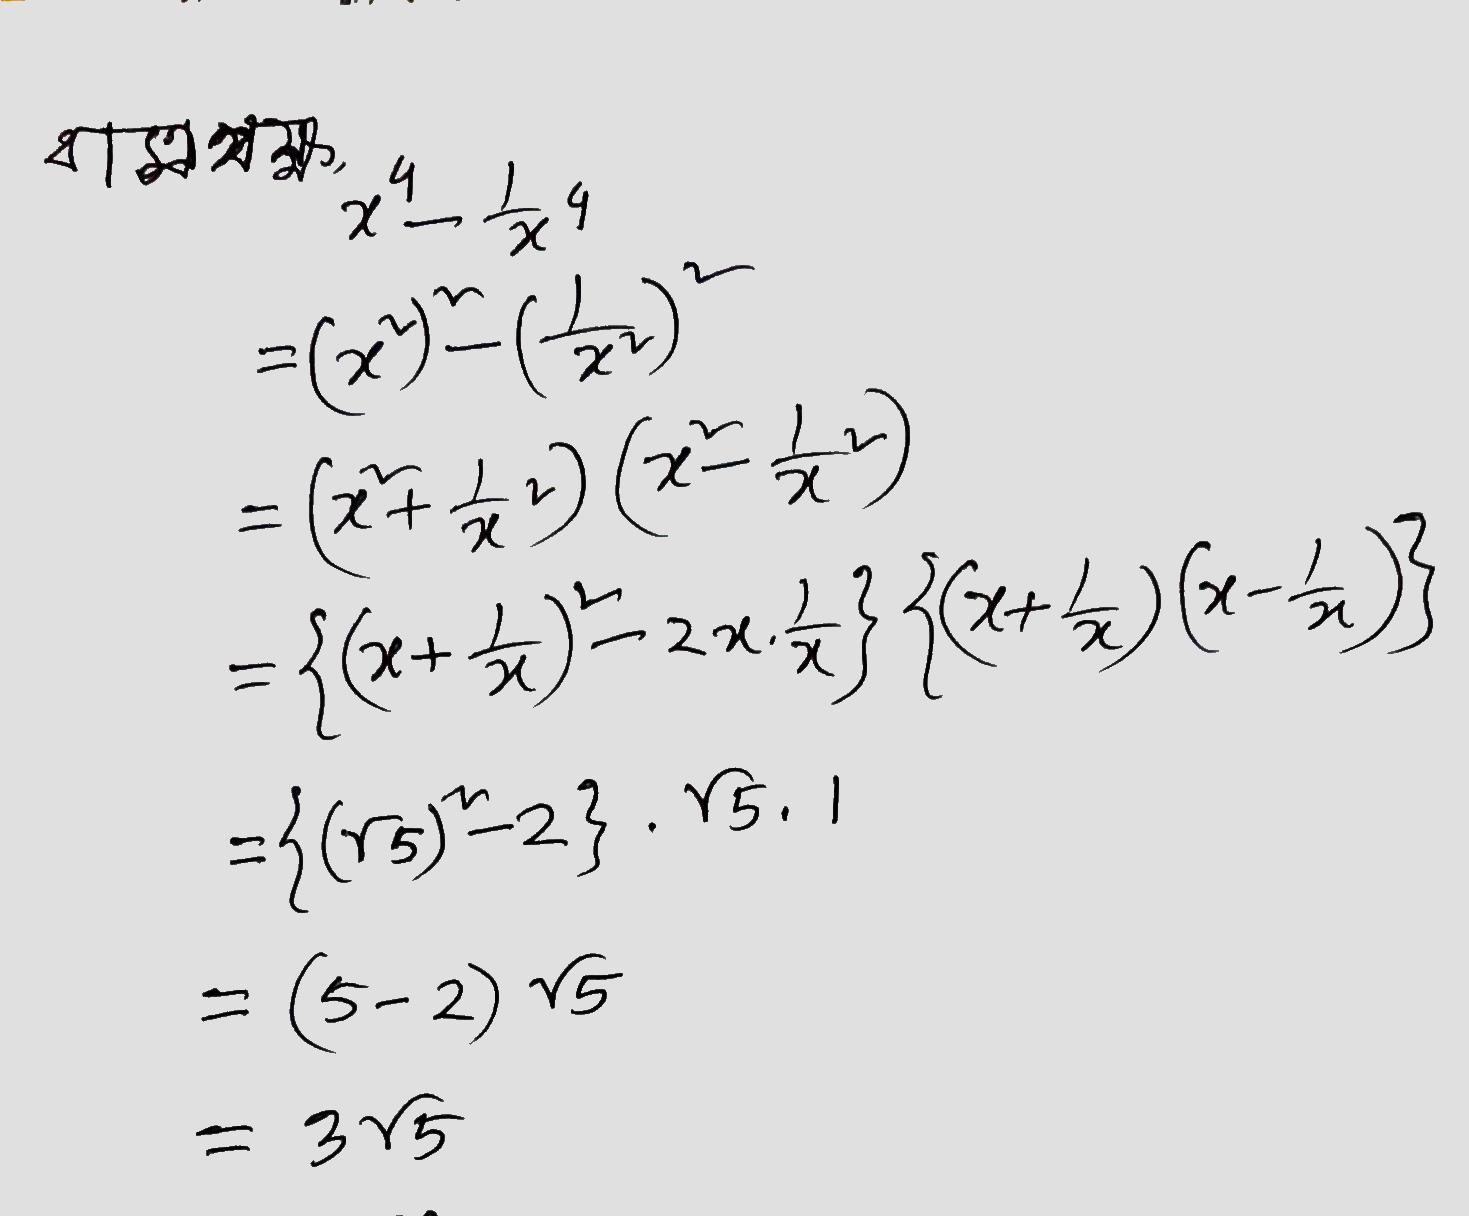 বামপক্ষ,
x⁴ - 1/x⁴
= (x²)² - (1/x²)²
= (x² + 1/x²) (x² - 1/x²)
= {(x + 1/x)² - 2x.1/x} {(x + 1/x) (x - 1/x)}
= {(√5)² - 2} . √5 . 1
= (5 - 2) √5
= 3√5